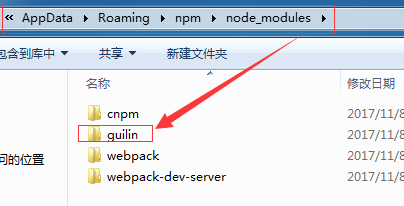 « AppData ▸ Roaming ▸ npm ▸ node_modules ▸
包含到库中 共享 新建文件夹
名称 修改日期
cnpm 2017/11/8
guilin 2017/11/8
问的位置 webpack 2017/11/8
webpack-dev-server 2017/11/8